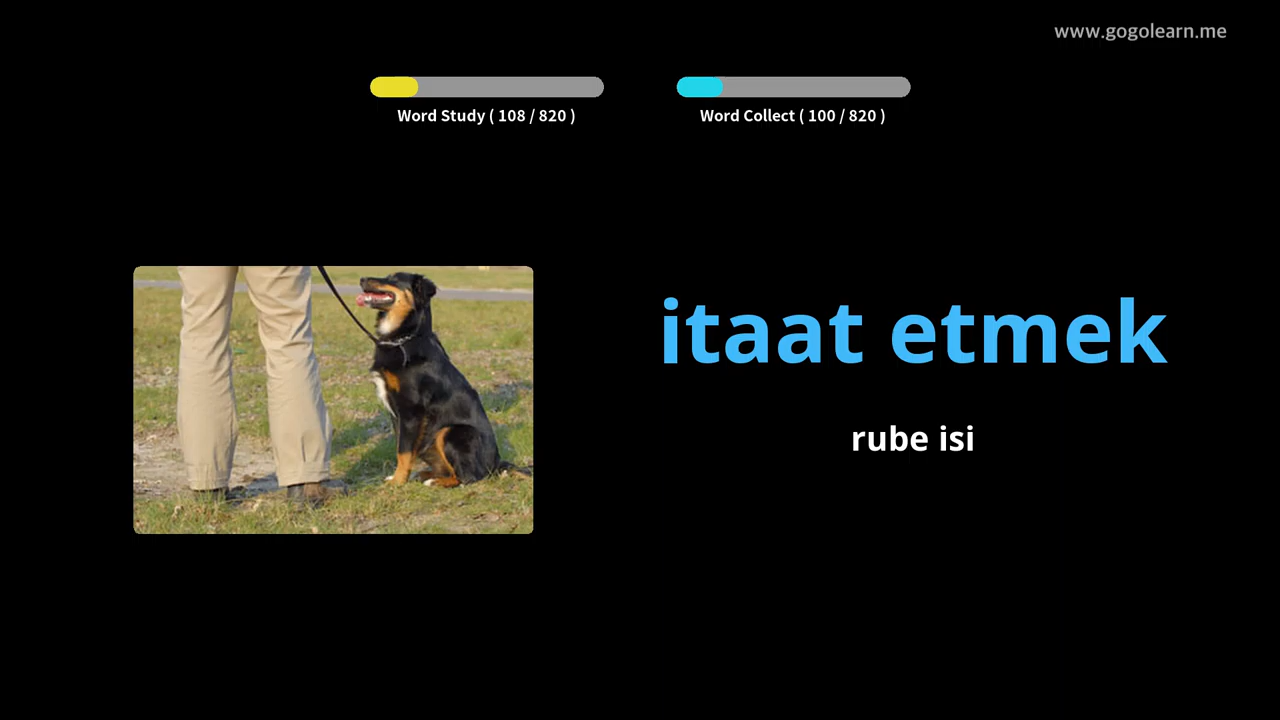 www.gogolearn.me
Word Study ( 108 / 820 )
Word Collect ( 100 / 820 )
itaat etmek
rube isi